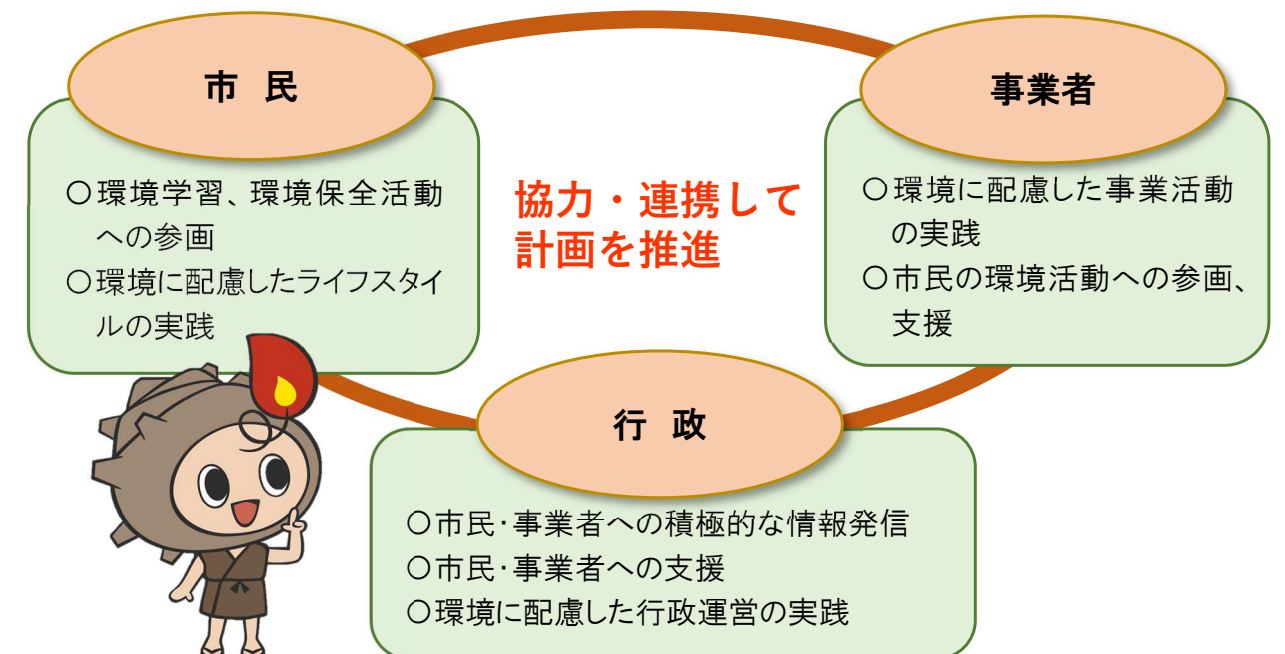 市 民
〇環境学習、環境保全活動
への参画
〇環境に配慮したライフスタイ
ルの実践
協力・連携して
計画を推進
事業者
〇環境に配慮した事業活動
の実践
〇市民の環境活動への参画、
支援
行 政
〇市民・事業者への積極的な情報発信
〇市民・事業者への支援
〇環境に配慮した行政運営の実践